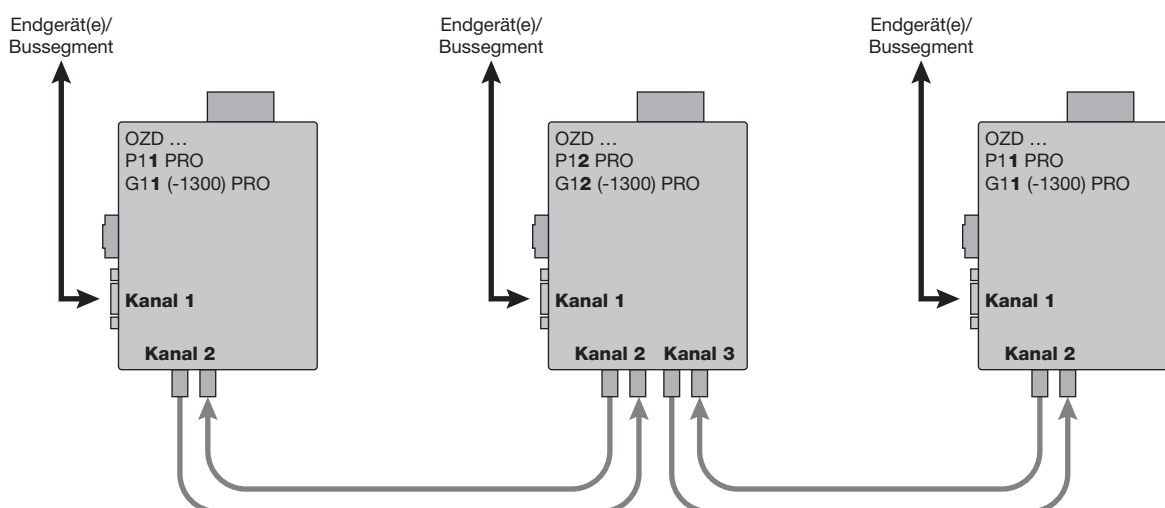 Endgerät(e)/
Bussegment
OZD ...
P11 PRO
G11 (-1300) PRO
Kanal 1
Kanal 2
Endgerät(e)/
Bussegment
OZD ...
P12 PRO
G12 (-1300) PRO
Kanal 1
Kanal 2 Kanal 3
Endgerät(e)/
Bussegment
OZD ...
P11 PRO
G11 (-1300) PRO
Kanal 1
Kanal 2